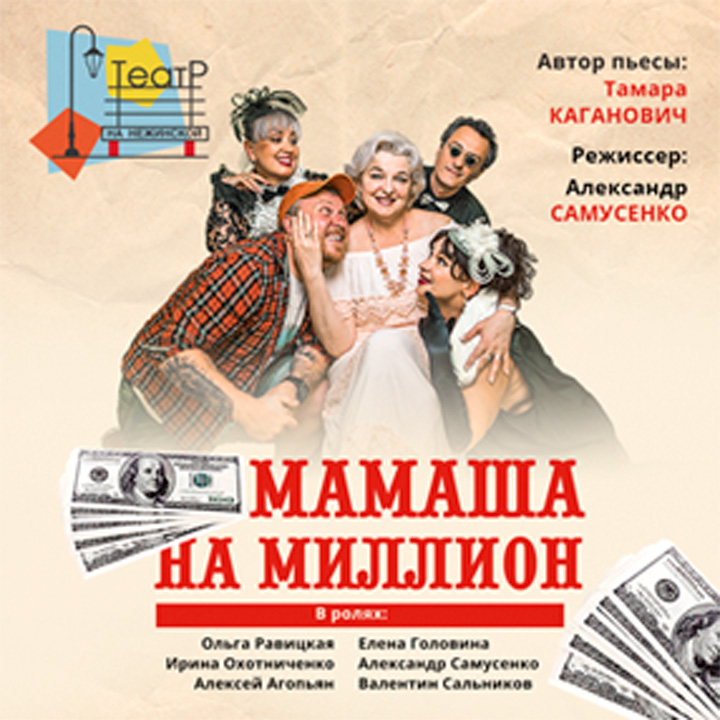 ТеатР
НА НЕЖИНСКОЙ
Автор пьесы:
Тамара
КАГАНОВИЧ
Режиссер:
Александр
САМУСЕНКО
МАМАША
НА МИЛЛИОН
В ролях:
Ольга Равицкая Елена Головина
Ирина Охотниченко Александр Самусенко
Алексей Агопьян Валентин Сальников